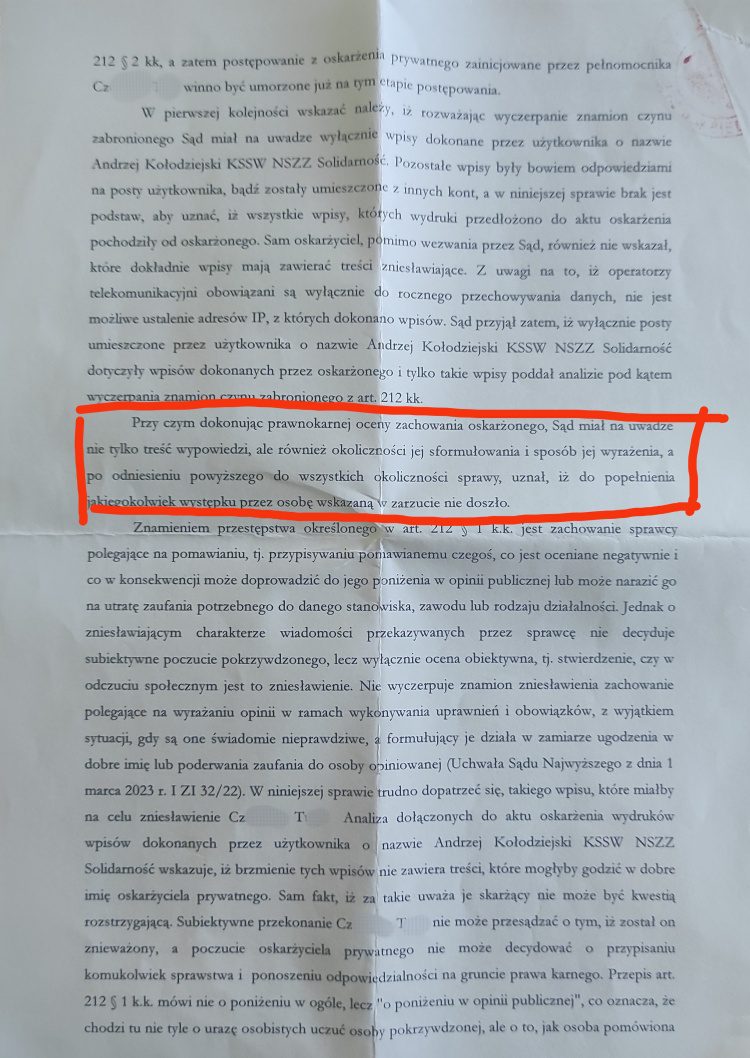 212 § 2 kk, a zatem postępowanie z oskarżenia prywatnego zainicjowane przez pełnomocnika
Cz winno być umorzone już na tym etapie postępowania.
W pierwszej kolejności wskazać należy, iż rozważając wyczerpanie znamion czynu
zabronionego Sąd miał na uwadze wyłącznie wpisy dokonane przez użytkownika o nazwie
Andrzej Kołodziejski KSSW NSZZ Solidarność. Pozostałe wpisy były bowiem odpowiedziami
na posty użytkownika, bądź zostały umieszczone z innych kont, a w niniejszej sprawie brak jest
podstaw, aby uznać, iż wszystkie wpisy, których wydruki przedłożono do aktu oskarżenia
pochodziły od oskarżonego. Sam oskarżyciel, pomimo wezwania przez Sąd, również nie wskazał,
które dokładnie wpisy mają zawierać treści zniesławiające. Z uwagi na to, iż operatorzy
telekomunikacyjni obowiązani są wyłącznie do rocznego przechowywania danych, nie jest
możliwe ustalenie adresów IP, z których dokonano wpisów. Sąd przyjął zatem, iż wyłącznie posty
umieszczone przez użytkownika o nazwie Andrzej Kołodziejski KSSW NSZZ Solidarność
dotyczyły wpisów dokonanych przez oskarżonego i tylko takie wpisy poddał analizie pod kątem
wyczerpania znamion czynu zabronionego z art. 212 kk.
Przy czym dokonując prawnokarnej oceny zachowania oskarżonego, Sąd miał na uwadze
nie tylko treść wypowiedzi, ale również okoliczności jej sformułowania i sposób jej wyrażenia, a
po odniesieniu powyższego do wszystkich okoliczności sprawy, uznał, iż do popełnienia
jakiegokolwiek występku przez osobę wskazaną w zarzucie nie doszło.
Znamieniem przestępstwa określonego w art. 212 § 1 k.k. jest zachowanie sprawcy
polegające na pomawianiu, tj. przypisywaniu pomawianemu czegoś, co jest oceniane negatywnie i
co w konsekwencji może doprowadzić do jego poniżenia w opinii publicznej lub może narazić go
na utratę zaufania potrzebnego do danego stanowiska, zawodu lub rodzaju działalności. Jednak o
zniesławiającym charakterze wiadomości przekazywanych przez sprawcę nie decyduje
subiektywne poczucie pokrzywdzonego, lecz wyłącznie ocena obiektywna, tj. stwierdzenie, czy w
odczuciu społecznym jest to zniesławienie. Nie wyczerpuje znamion zniesławienia zachowanie
polegające na wyrażaniu opinii w ramach wykonywania uprawnień i obowiązków, z wyjątkiem
sytuacji, gdy są one świadomie nieprawdziwe, a formułujący je działa w zamiarze ugodzenia w
dobre imię lub poderwania zaufania do osoby opiniowanej (Uchwała Sądu Najwyższego z dnia 1
marca 2023 r. I ZI 32/22). W niniejszej sprawie trudno dopatrzeć się, takiego wpisu, które miałby
na celu zniesławienie Cz T Analiza dołączonych do aktu oskarżenia wydruków
wpisów dokonanych przez użytkownika o nazwie Andrzej Kołodziejski KSSW NSZZ
Solidarność wskazuje, iż brzmienie tych wpisów nie zawiera treści, które mogłyby godzić w dobre
imię oskarżyciela prywatnego. Sam fakt, iż za takie uważa je skarżący nie może być kwestią
rozstrzygającą. Subiektywne przekonanie Cz T nie może przesądzać o tym, iż został on
znieważony, a poczucie oskarżyciela prywatnego nie może decydować o przypisaniu
komukolwiek sprawstwa i ponoszeniu odpowiedzialności na gruncie prawa karnego. Przepis art.
212 § 1 k.k. mówi nie o poniżeniu w ogóle, lecz "o poniżeniu w opinii publicznej", co oznacza, że
chodzi tu nie tyle o urazę osobistych uczuć osoby pokrzywdzonej, ale o to, jak osoba pomówiona